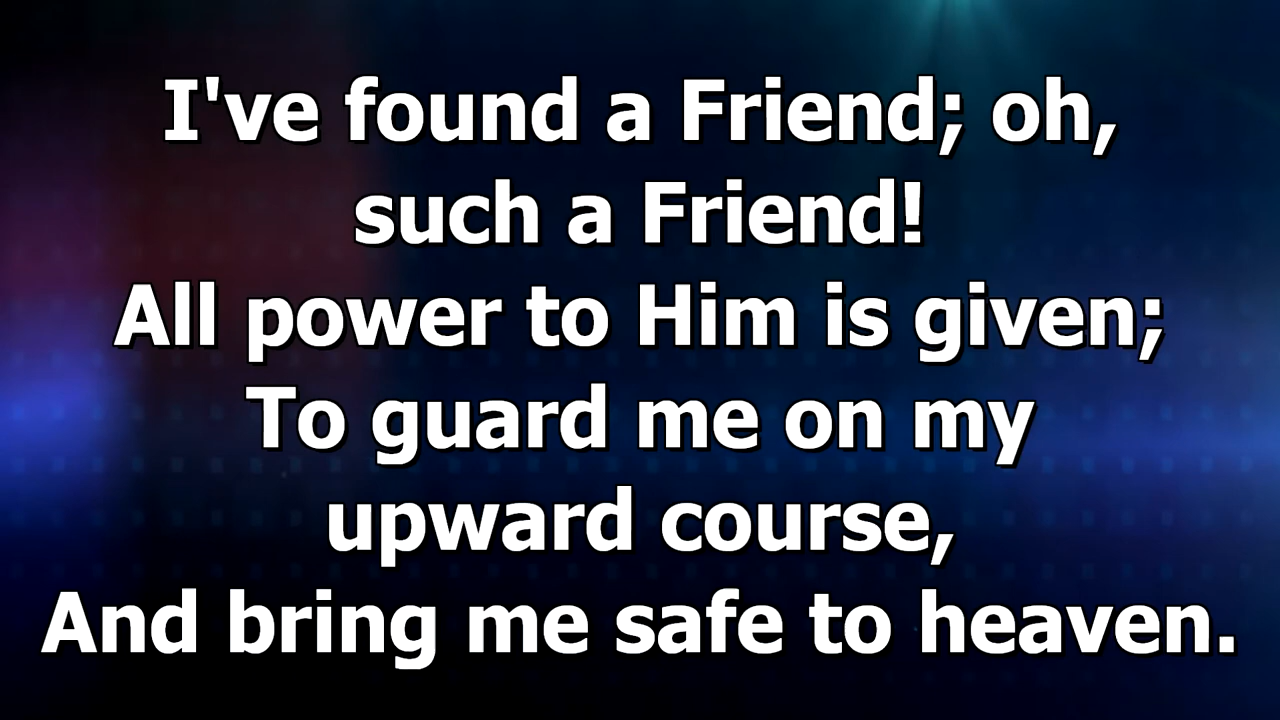 I've found a Friend; oh,
such a Friend!
All power to Him is given;
To guard me on my
upward course,
And bring me safe to heaven.